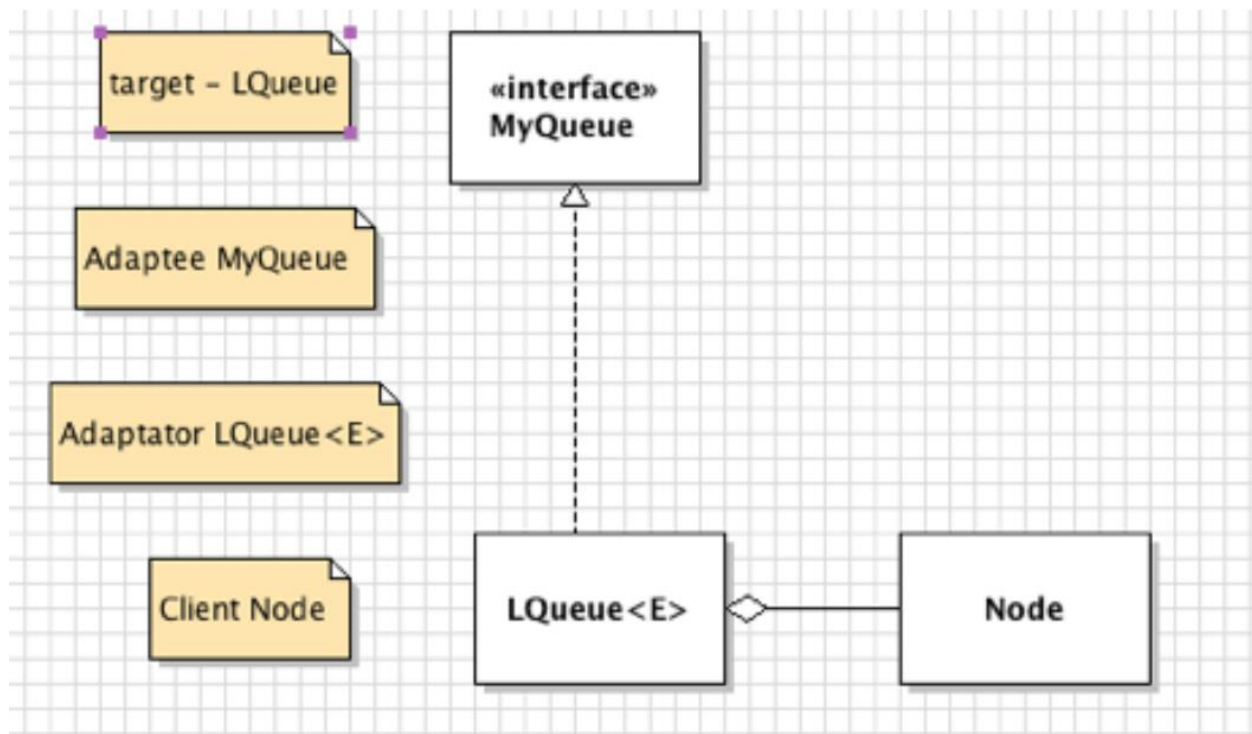 target - LQueue
«interface»
MyQueue
Adaptee MyQueue
Adaptator LQueue<E>
Client Node
LQueue<E>
Node